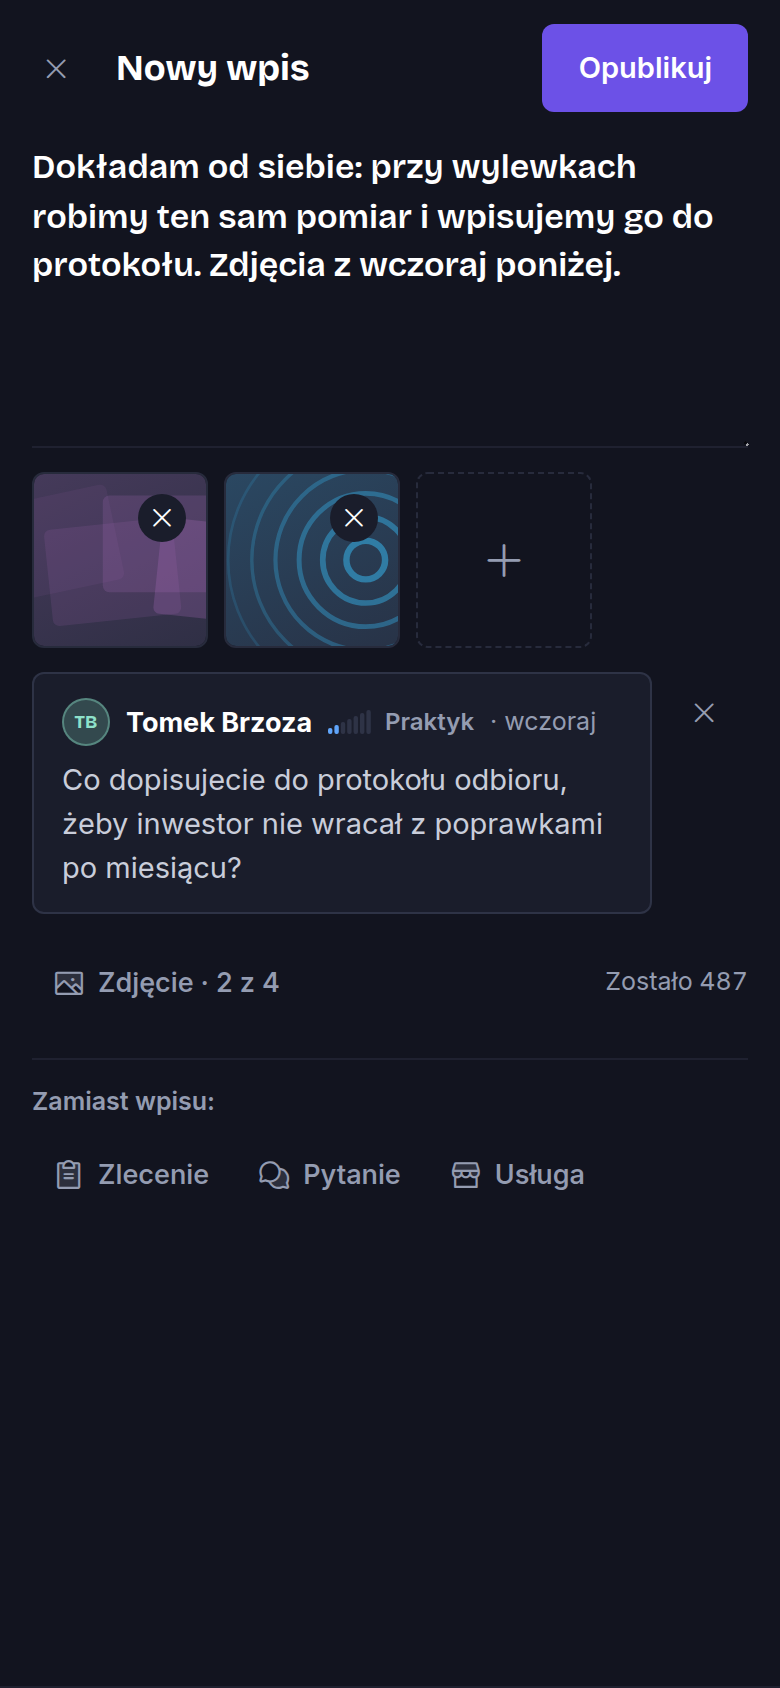 Nowy wpis
Opublikuj
Dokładam od siebie: przy wylewkach
robimy ten sam pomiar i wpisujemy go do
protokołu. Zdjęcia z wczoraj poniżej.
TB Tomek Brzoza Praktyk · wczoraj
Co dopisujecie do protokołu odbioru,
żeby inwestor nie wracał z poprawkami
po miesiącu?
Zdjęcie · 2 z 4
Zostało 487
Zamiast wpisu:
Zlecenie Pytanie Usługa